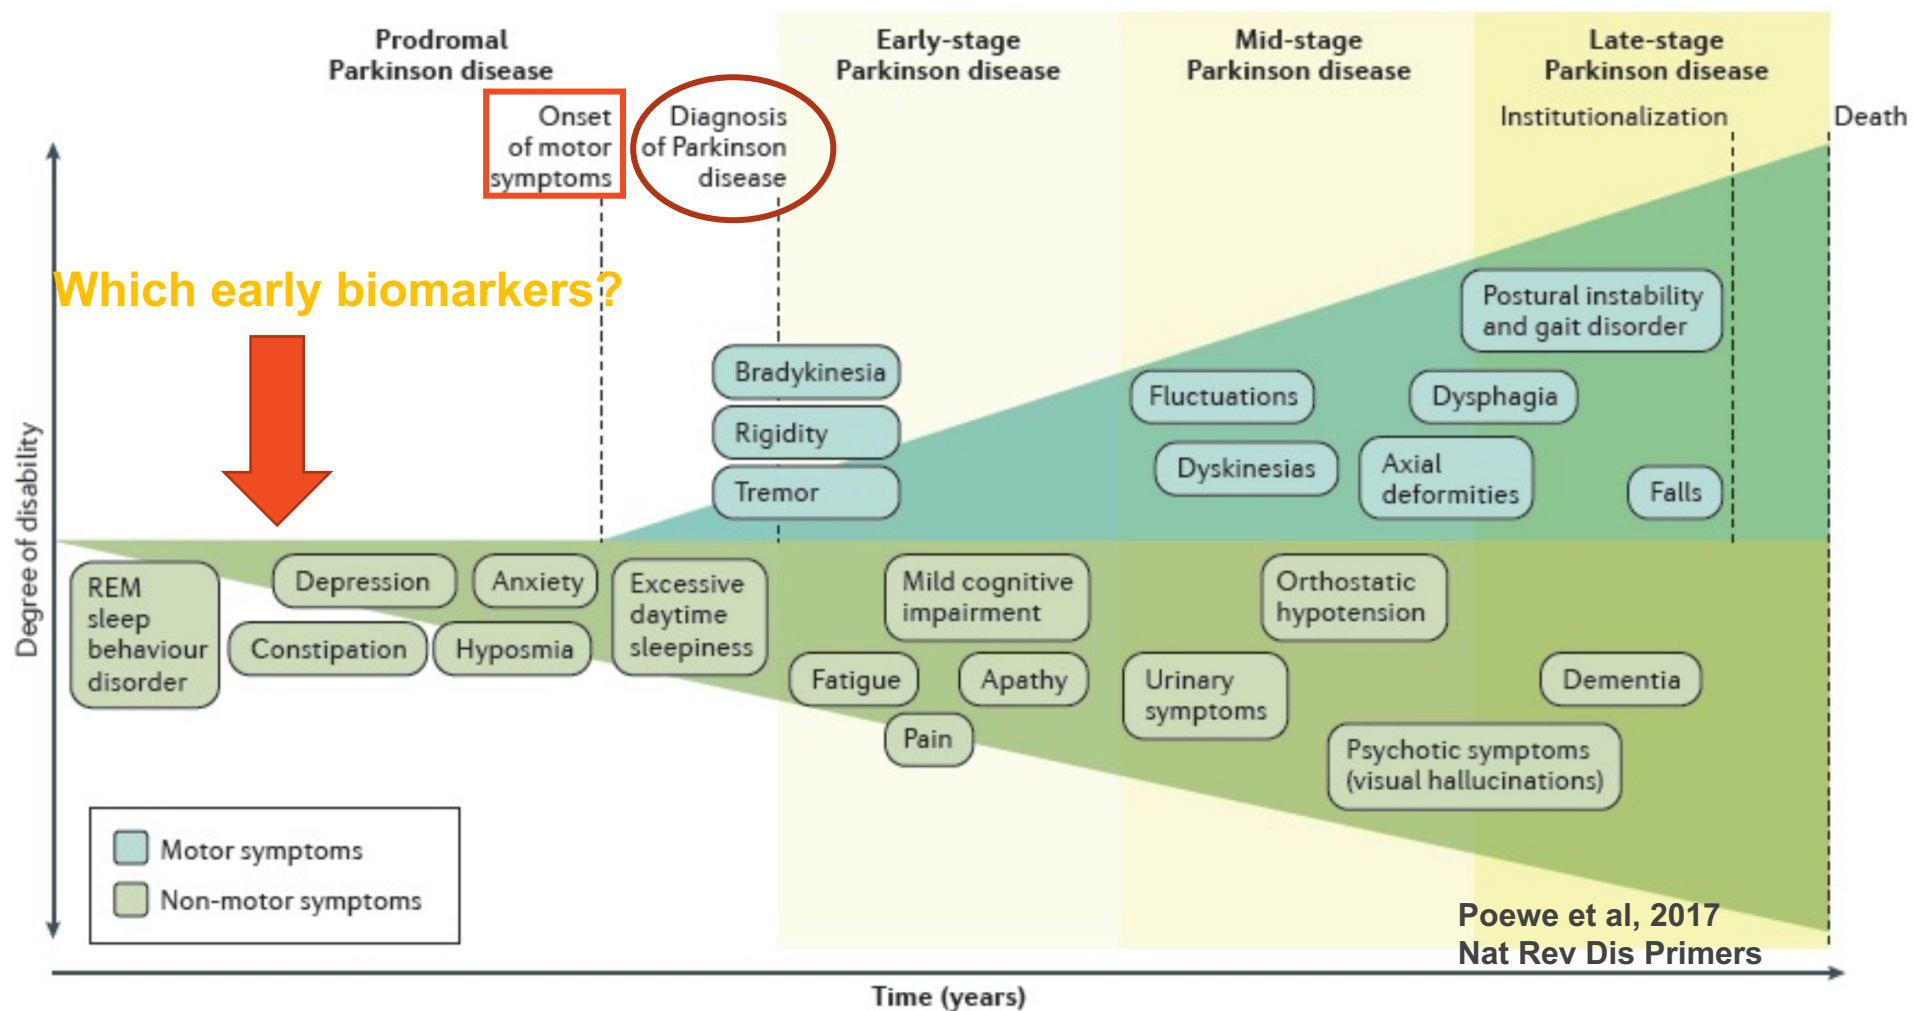 Prodromal
Parkinson disease
Early-stage
Parkinson disease
Mid-stage
Parkinson disease
Late-stage
Parkinson disease
Onset
of motor
symptoms
Diagnosis
of Parkinson
disease
Institutionalization
Death
Which early biomarkers?
Degree of disability
Bradykinesia
Rigidity
Tremor
Fluctuations
Dyskinesias
Postural instability
and gait disorder
Dysphagia
Axial
deformities
Falls
REM
sleep
behaviour
disorder
Depression
Constipation
Anxiety
Hyposmia
Excessive
daytime
sleepiness
Mild cognitive
impairment
Fatigue
Apathy
Pain
Orthostatic
hypotension
Urinary
symptoms
Dementia
Psychotic symptoms
(visual hallucinations)
Motor symptoms
Non-motor symptoms
Poewe et al, 2017
Nat Rev Dis Primers
Time (years)